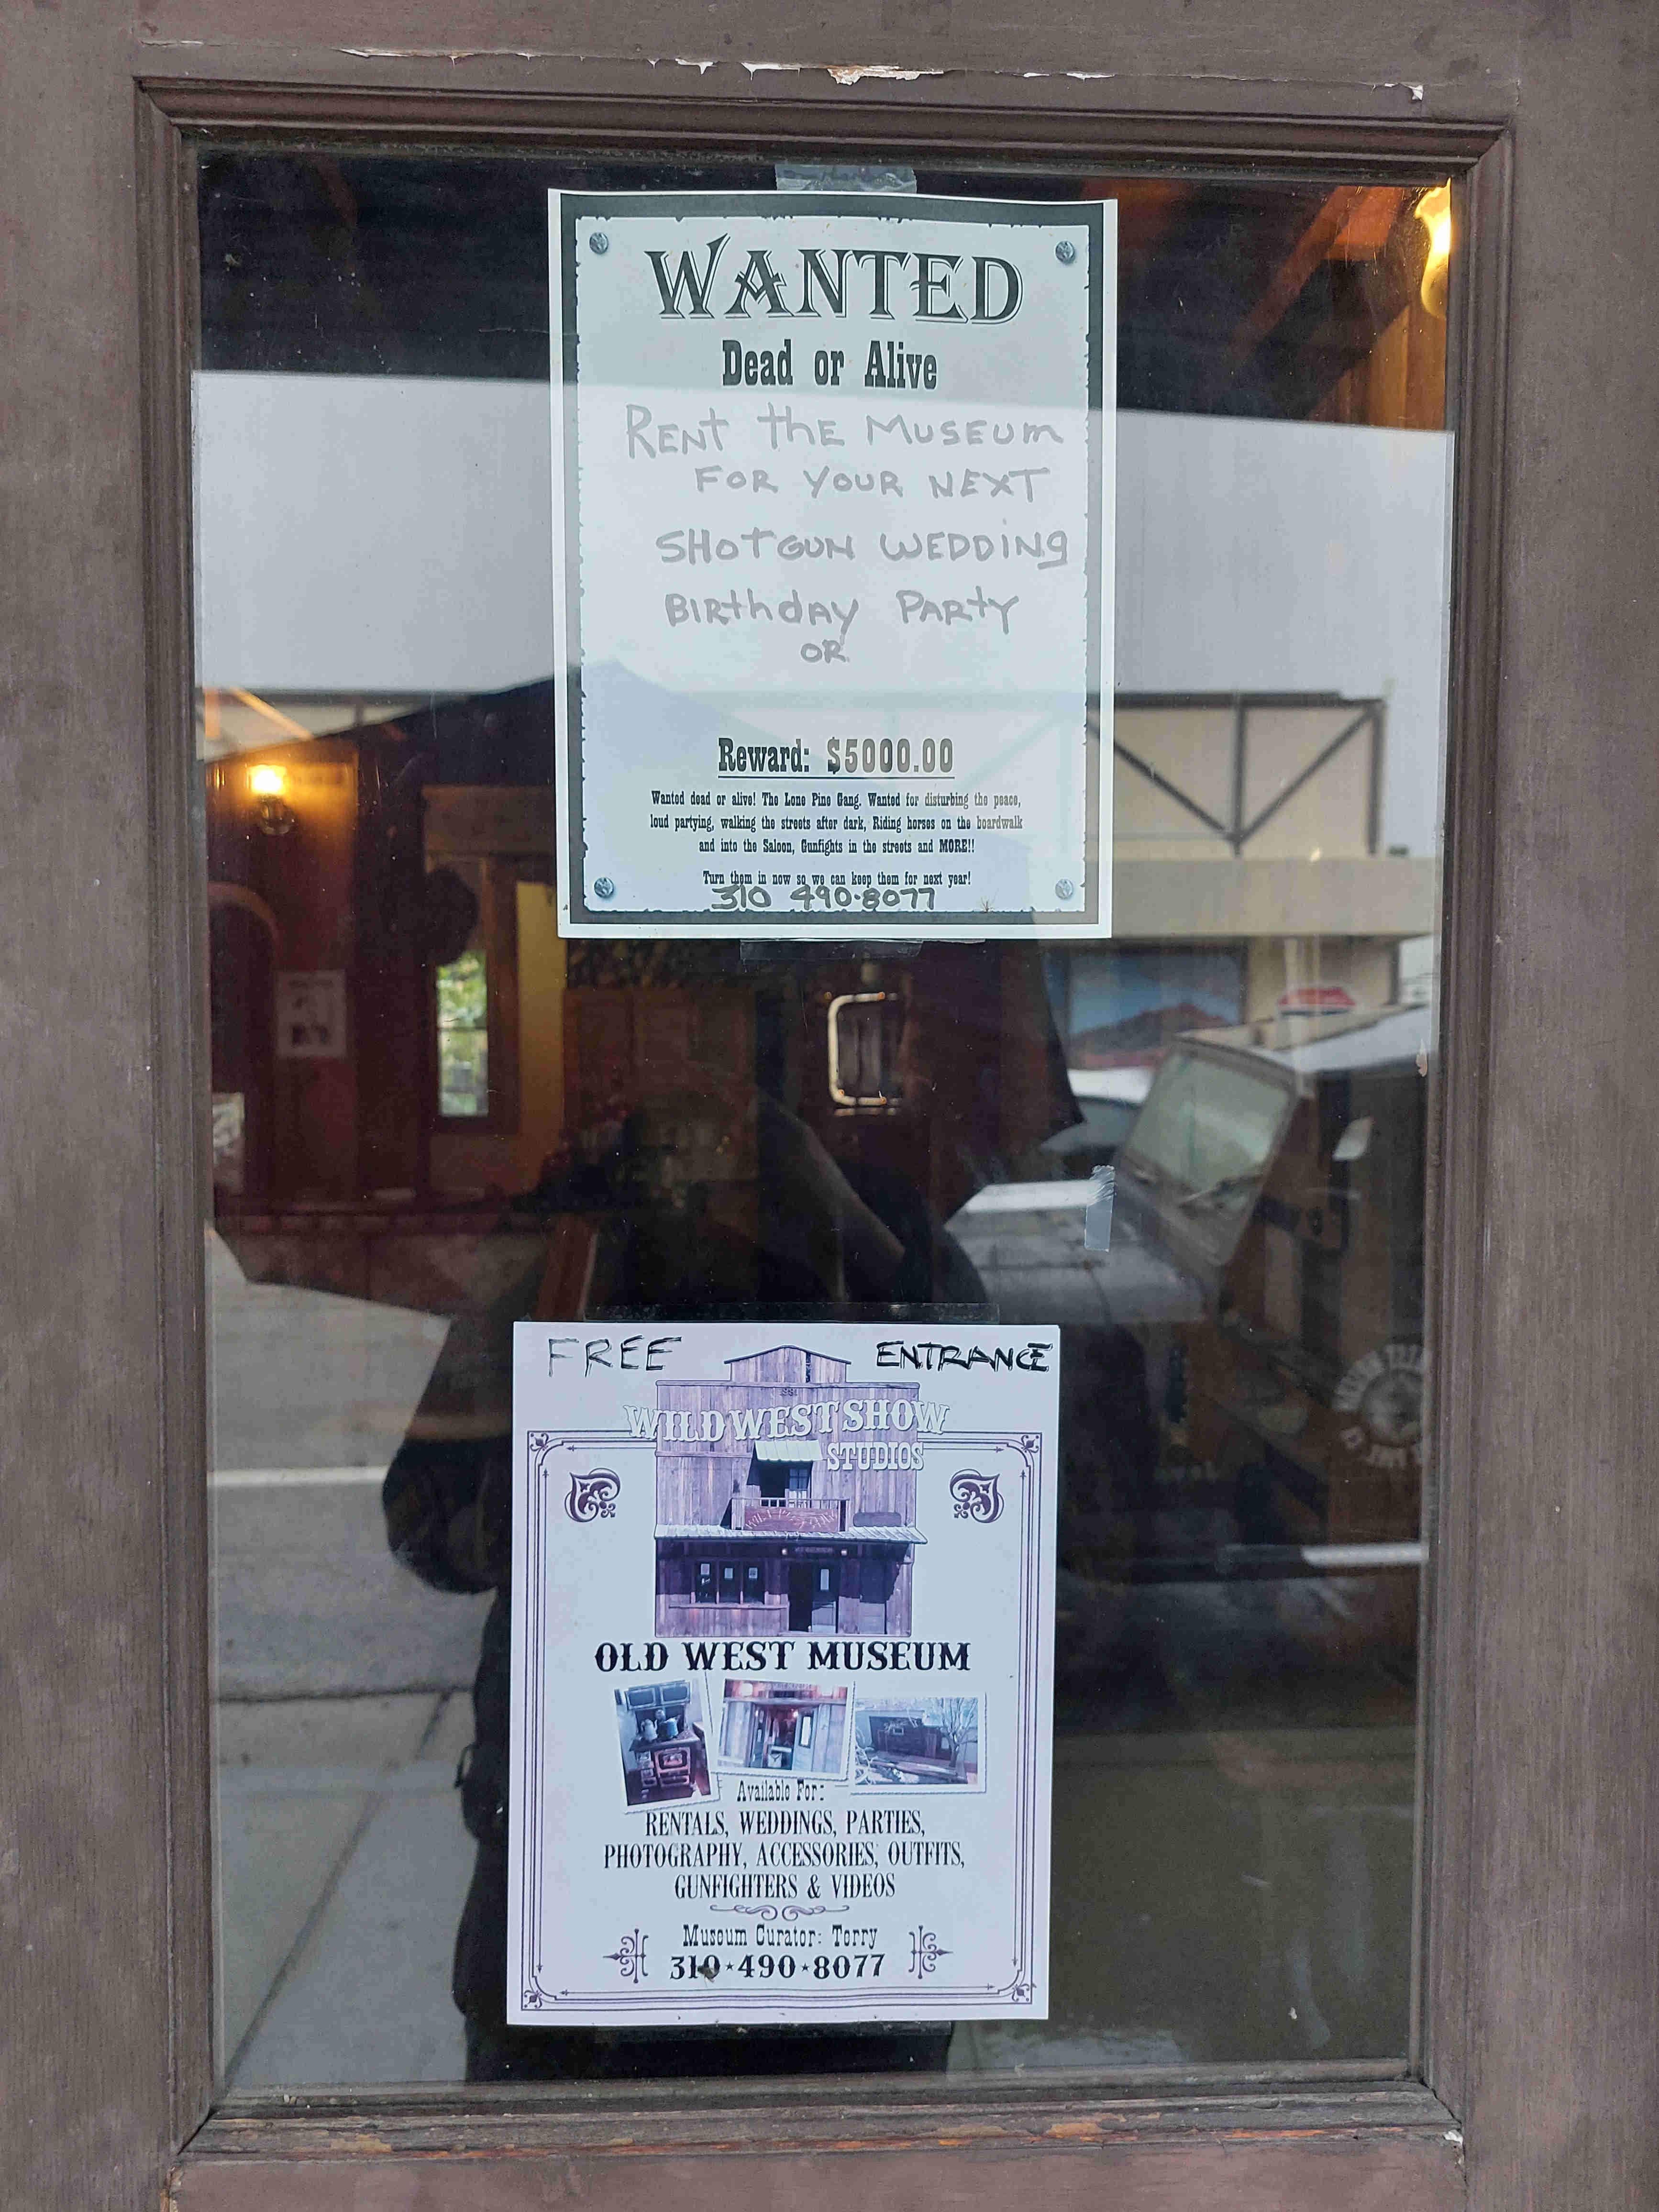 WANTED
Dead or Alive
RENT thE MUSEUM
FOR YOUR NEXT
SHOTGUN WEDDiNg
BIRthdAY PARtY
OR
Reward: $5000.00
Wanted dead or alive! The Lone Pine Gang. Wanted for disturbing the peace,
loud partying, walking the streets after dark, Riding horses on the boardwalk
and into the Saloon, Gunfights in the streets and MORE!!
Turn them in now so we can keep them for next year!
310 490-8077
FREE ENTRANCE
WILD WEST SHOW
STUDIOS
OLD WEST MUSEUM
Available For:
RENTALS, WEDDINGS, PARTIES,
PHOTOGRAPHY, ACCESSORIES, OUTFITS,
GUNFIGHTERS & VIDEOS
Museum Curator: Terry
310★490★8077